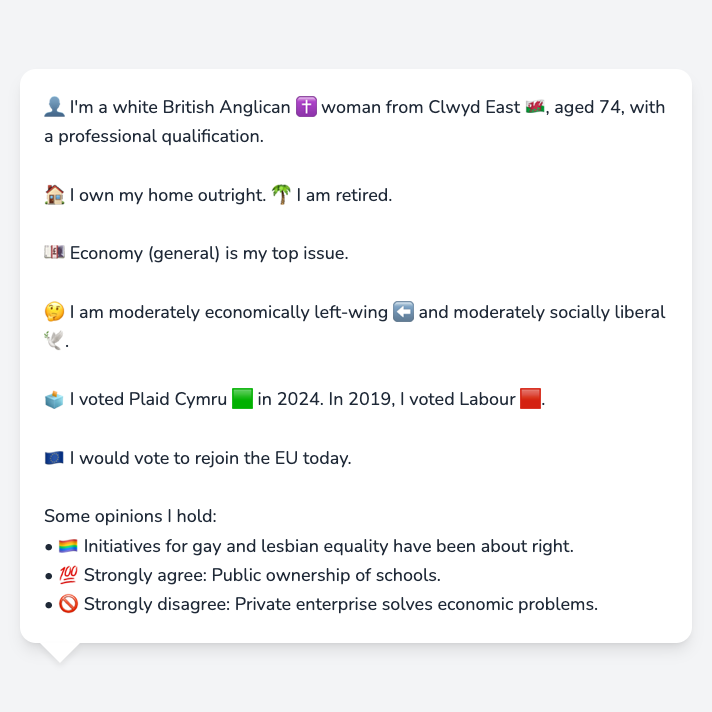 👤 I'm a white British Anglican ✝️ woman from Clwyd East 🏴󠁧󠁢󠁷󠁬󠁳󠁿, aged 74, with
a professional qualification.
🏠 I own my home outright. 🌴 I am retired.
💷 Economy (general) is my top issue.
🤔 I am moderately economically left-wing ⬅️ and moderately socially liberal
🕊️.
🗳️ I voted Plaid Cymru 🟩 in 2024. In 2019, I voted Labour 🟥.
🇪🇺 I would vote to rejoin the EU today.
Some opinions I hold:
• 🏳️‍🌈 Initiatives for gay and lesbian equality have been about right.
• 💯 Strongly agree: Public ownership of schools.
• 🚫 Strongly disagree: Private enterprise solves economic problems.